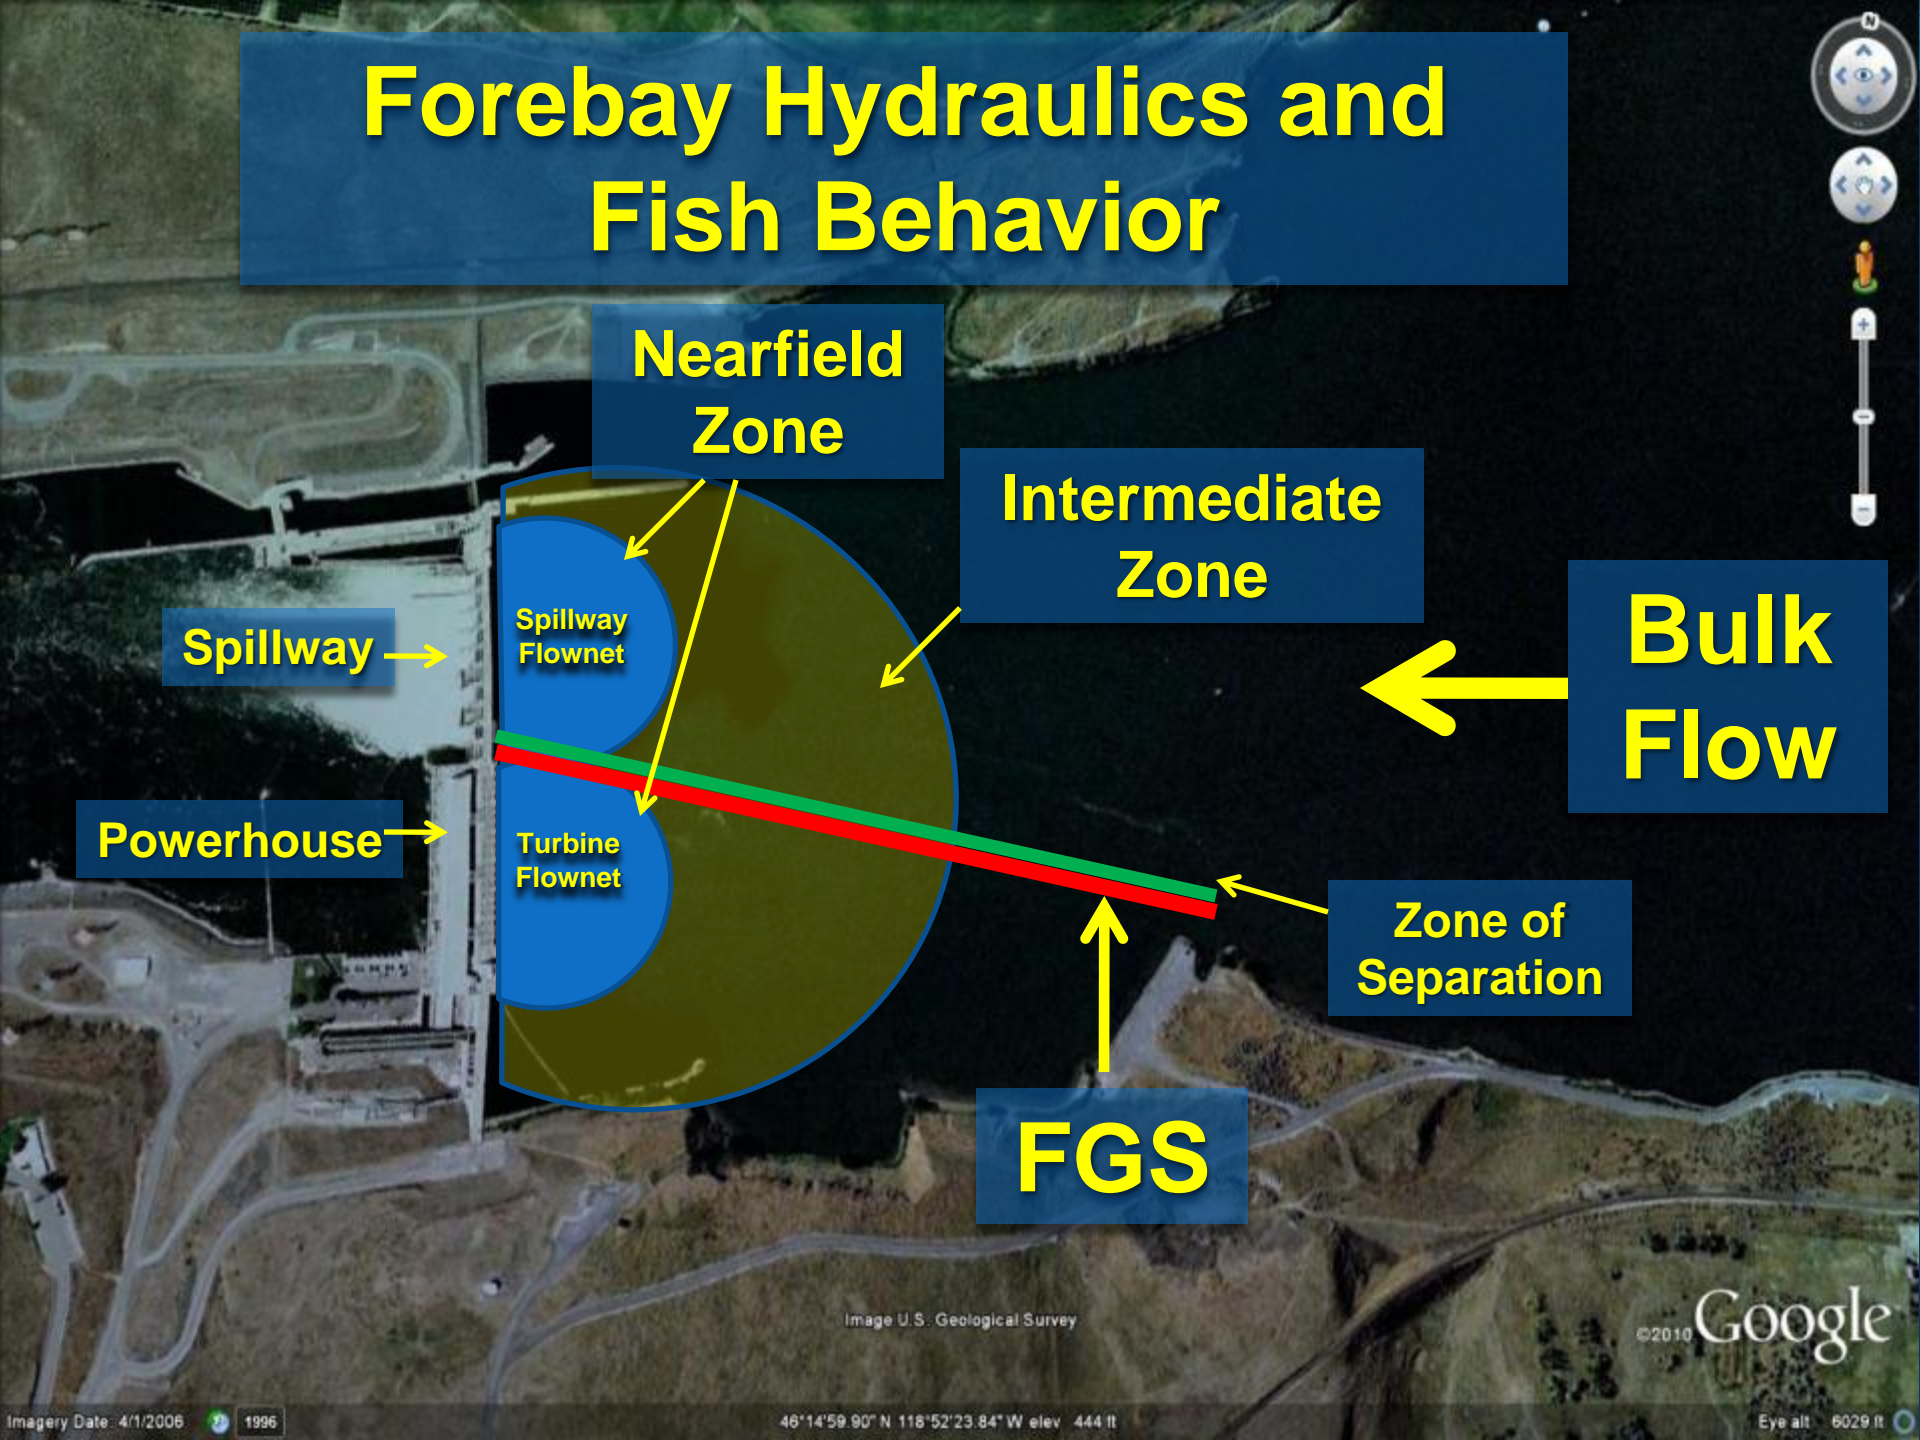 N
Forebay Hydraulics and
Fish Behavior
Nearfield
Zone
Intermediate
Zone
Bulk
Flow
Spillway
Spillway
Flownet
Powerhouse
Turbine
Flownet
Zone of
Separation
FGS
Image U.S. Geological Survey
©2010 Google
Imagery Date: 4/1/2006
1996
46°14'59.90" N 118°52'23.84" W elev 444 ft
Eye alt 6029 ft